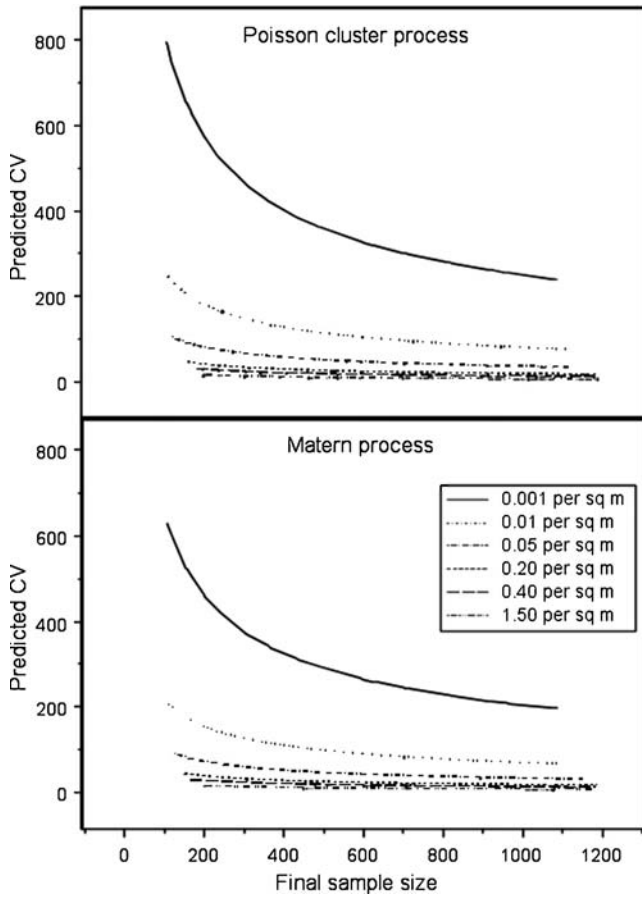 Poisson cluster process
Predicted CV
800
600
400
200
0
Matern process
Predicted CV
800
600
400
200
0
0.001 per sq m
0.01 per sq m
0.05 per sq m
0.20 per sq m
0.40 per sq m
1.50 per sq m
0 200 400 600 800 1000 1200
Final sample size